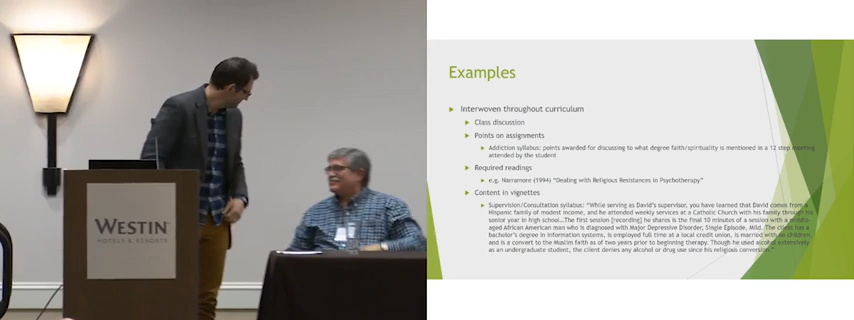 WESTIN
HOTELS & RESORTS
Examples
Interwoven throughout curriculum
Class discussion
Points on assignments
Addiction syllabus: points awarded for discussing to what degree faith/spirituality is mentioned in a 12 step meeting
attended by the student
Required readings
e.g. Narramore (1994) “Dealing with Religious Resistances in Psychotherapy”
Content in vignettes
Supervision/Consultation syllabus: “While serving as David’s supervisor, you have learned that David comes from a
Hispanic family of modest income, and he attended weekly services at a Catholic Church with his family through his
senior year in high school…The first session [recording] he shares is the final 10 minutes of a session with a middle-
aged African American man who is diagnosed with Major Depressive Disorder, Single Episode, Mild. The client has a
bachelor’s degree in information systems, is employed full time at a local credit union, is married with no children,
and is a convert to the Muslim faith as of two years prior to beginning therapy. Though he used alcohol extensively
as an undergraduate student, the client denies any alcohol or drug use since his religious conversion.”